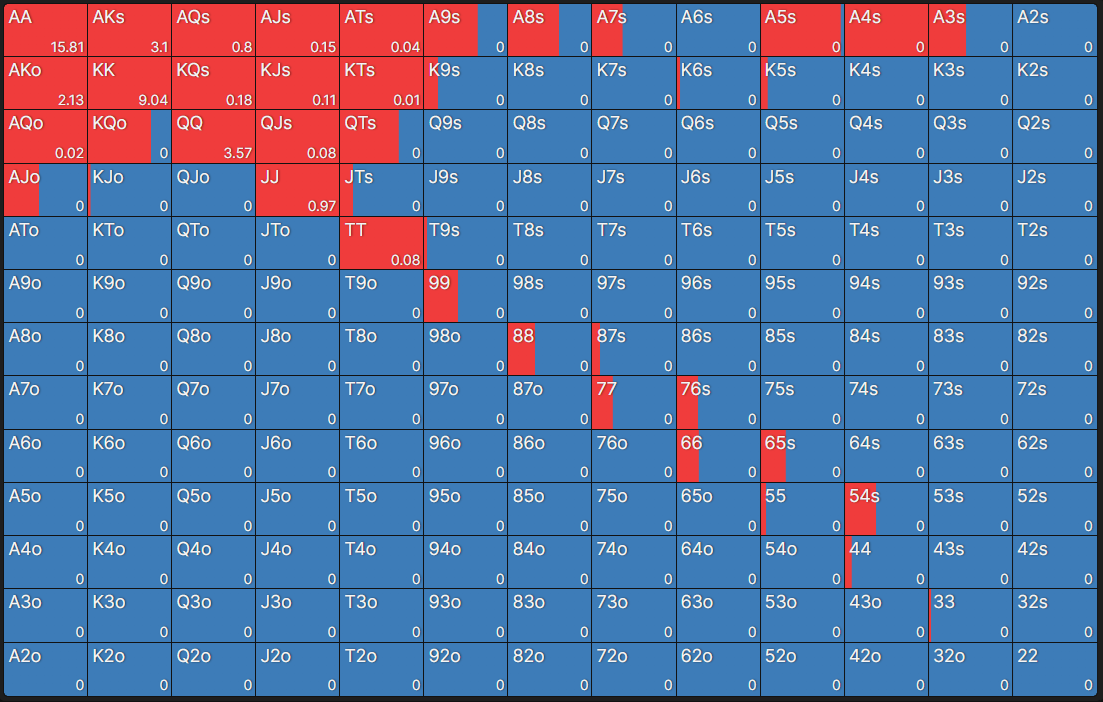 AA AKs AQs AJs ATs A9s A8s A7s A6s A5s A4s A3s A2s
15.81 3.1 0.8 0.15 0.04 0 0 0 0 0 0 0 0
AKo KK KQs KJs KTs K9s K8s K7s K6s K5s K4s K3s K2s
2.13 9.04 0.18 0.11 0.01 0 0 0 0 0 0 0 0
AQo KQo QQ QJs QTs Q9s Q8s Q7s Q6s Q5s Q4s Q3s Q2s
0.02 0 3.57 0.08 0 0 0 0 0 0 0 0 0
AJo KJo QJo JJ JTs J9s J8s J7s J6s J5s J4s J3s J2s
0 0 0 0.97 0 0 0 0 0 0 0 0 0
ATo KTo QTo JTo TT T9s T8s T7s T6s T5s T4s T3s T2s
0 0 0 0 0.08 0 0 0 0 0 0 0 0
A9o K9o Q9o J9o T9o 99 98s 97s 96s 95s 94s 93s 92s
0 0 0 0 0 0 0 0 0 0 0 0 0
A8o K8o Q8o J8o T8o 98o 88 87s 86s 85s 84s 83s 82s
0 0 0 0 0 0 0 0 0 0 0 0 0
A7o K7o Q7o J7o T7o 97o 87o 77 76s 75s 74s 73s 72s
0 0 0 0 0 0 0 0 0 0 0 0 0
A6o K6o Q6o J6o T6o 96o 86o 76o 66 65s 64s 63s 62s
0 0 0 0 0 0 0 0 0 0 0 0 0
A5o K5o Q5o J5o T5o 95o 85o 75o 65o 55 54s 53s 52s
0 0 0 0 0 0 0 0 0 0 0 0 0
A4o K4o Q4o J4o T4o 94o 84o 74o 64o 54o 44 43s 42s
0 0 0 0 0 0 0 0 0 0 0 0 0
A3o K3o Q3o J3o T3o 93o 83o 73o 63o 53o 43o 33 32s
0 0 0 0 0 0 0 0 0 0 0 0 0
A2o K2o Q2o J2o T2o 92o 82o 72o 62o 52o 42o 32o 22
0 0 0 0 0 0 0 0 0 0 0 0 0